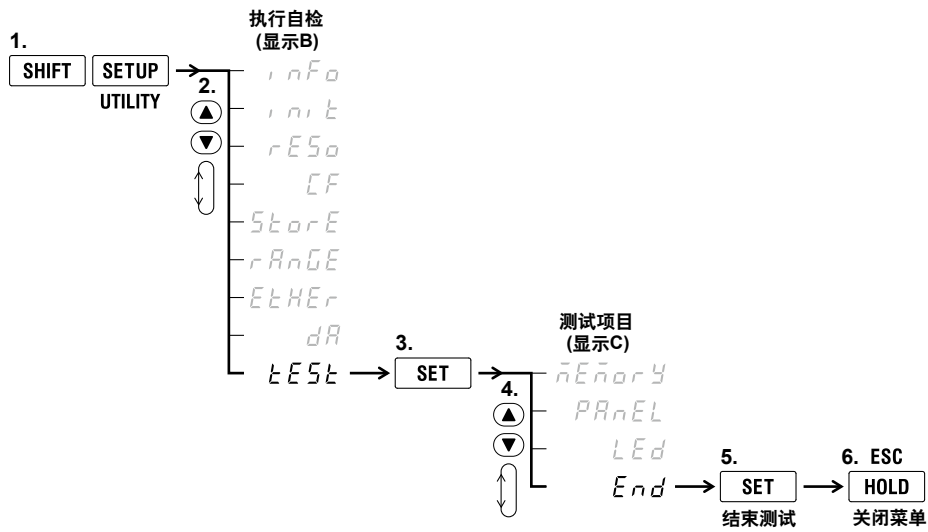 执行自检
(显示B)
1.
SHIFT SETUP
UTILITY
2.
inFo
init
rESo
CF
StorE
rAnGE
EtHEr
dA
tESt
3.
SET
测试项目
(显示C)
4.
mEmorY
PAnEL
LEd
End
5.
SET
结束测试
6. ESC
HOLD
关闭菜单